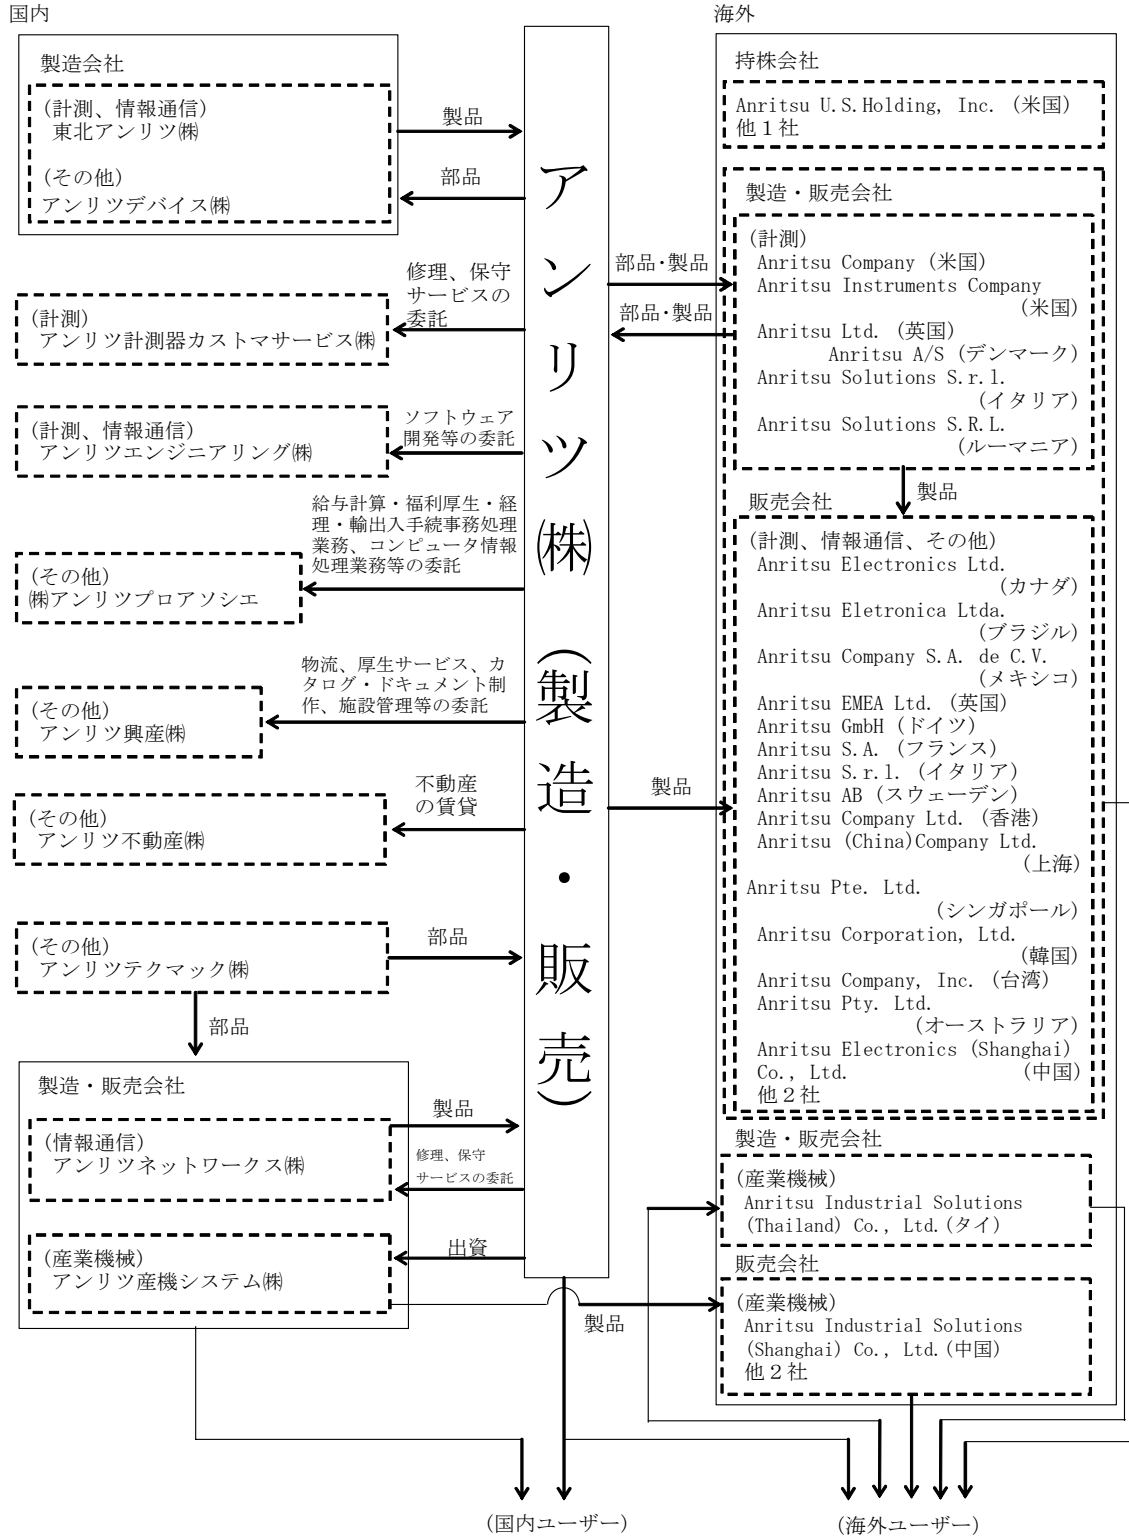 国内
製造会社
(計測、情報通信)
東北アンリツ㈱
(その他)
アンリツデバイス㈱
製品
部品
修理、保守
サービスの
委託
(計測)
アンリツ計測器カストマサービス㈱
ソフトウェア
開発等の委託
(計測、情報通信)
アンリツエンジニアリング㈱
給与計算・福利厚生・経
理・輸出入手続事務処理
業務、コンピュータ情報
処理業務等の委託
(その他)
㈱アンリツプロアソシエ
物流、厚生サービス、カ
タログ・ドキュメント制
作、施設管理等の委託
(その他)
アンリツ興産㈱
不動産
の賃貸
(その他)
アンリツ不動産㈱
(その他)
アンリツテクマック㈱
部品
部品
製造・販売会社
(情報通信)
アンリツネットワークス㈱
製品
修理、保守
サービスの委託
(産業機械)
アンリツ産機システム㈱
出資
アンリツ㈱(製造・販売)
部品・製品
部品・製品
製品
製品
海外
持株会社
Anritsu U.S.Holding, Inc. (米国)
他１社
製造・販売会社
(計測)
Anritsu Company (米国)
Anritsu Instruments Company
(米国)
Anritsu Ltd. (英国)
Anritsu A/S (デンマーク)
Anritsu Solutions S.r.l.
(イタリア)
Anritsu Solutions S.R.L.
(ルーマニア)
製品
販売会社
(計測、情報通信、その他)
Anritsu Electronics Ltd.
(カナダ)
Anritsu Eletronica Ltda.
(ブラジル)
Anritsu Company S.A. de C.V.
(メキシコ)
Anritsu EMEA Ltd. (英国)
Anritsu GmbH (ドイツ)
Anritsu S.A. (フランス)
Anritsu S.r.l. (イタリア)
Anritsu AB (スウェーデン)
Anritsu Company Ltd. (香港)
Anritsu (China)Company Ltd.
(上海)
Anritsu Pte. Ltd.
(シンガポール)
Anritsu Corporation, Ltd.
(韓国)
Anritsu Company, Inc. (台湾)
Anritsu Pty. Ltd.
(オーストラリア)
Anritsu Electronics (Shanghai)
Co., Ltd. (中国)
他２社
製造・販売会社
(産業機械)
Anritsu Industrial Solutions
(Thailand) Co., Ltd.(タイ)
販売会社
(産業機械)
Anritsu Industrial Solutions
(Shanghai) Co., Ltd.(中国)
他２社
(国内ユーザー)
(海外ユーザー)